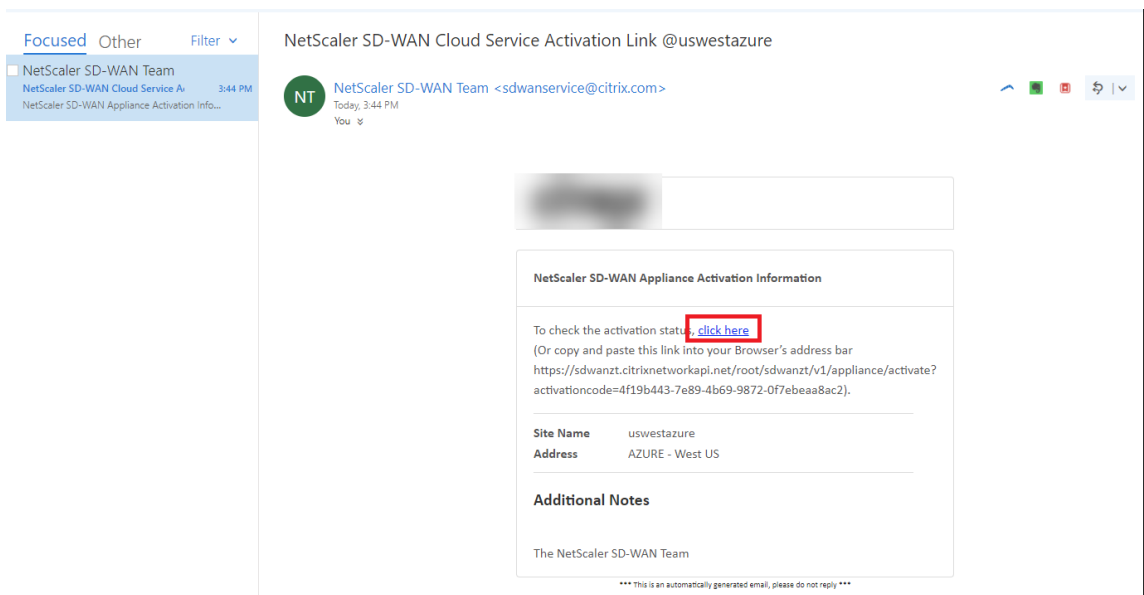 Focused Other Filter
NetScaler SD-WAN Team
NetScaler SD-WAN Cloud Service A 3:44 PM
NetScaler SD-WAN Appliance Activation Info...
NetScaler SD-WAN Cloud Service Activation Link @uswestazure
NT
NetScaler SD-WAN Team <sdwanservice@citrix.com>
Today, 3:44 PM
You
NetScaler SD-WAN Appliance Activation Information
To check the activation status, click here
(Or copy and paste this link into your Browser's address bar
https://sdwanzt.citrixnetworkapi.net/root/sdwanzt/v1/appliance/activate?
activationcode=4f19b443-7e89-4b69-9872-0f7ebeaa8ac2).
Site Name uswestazure
Address AZURE - West US
Additional Notes
The NetScaler SD-WAN Team
*** This is an automatically generated email, please do not reply ***